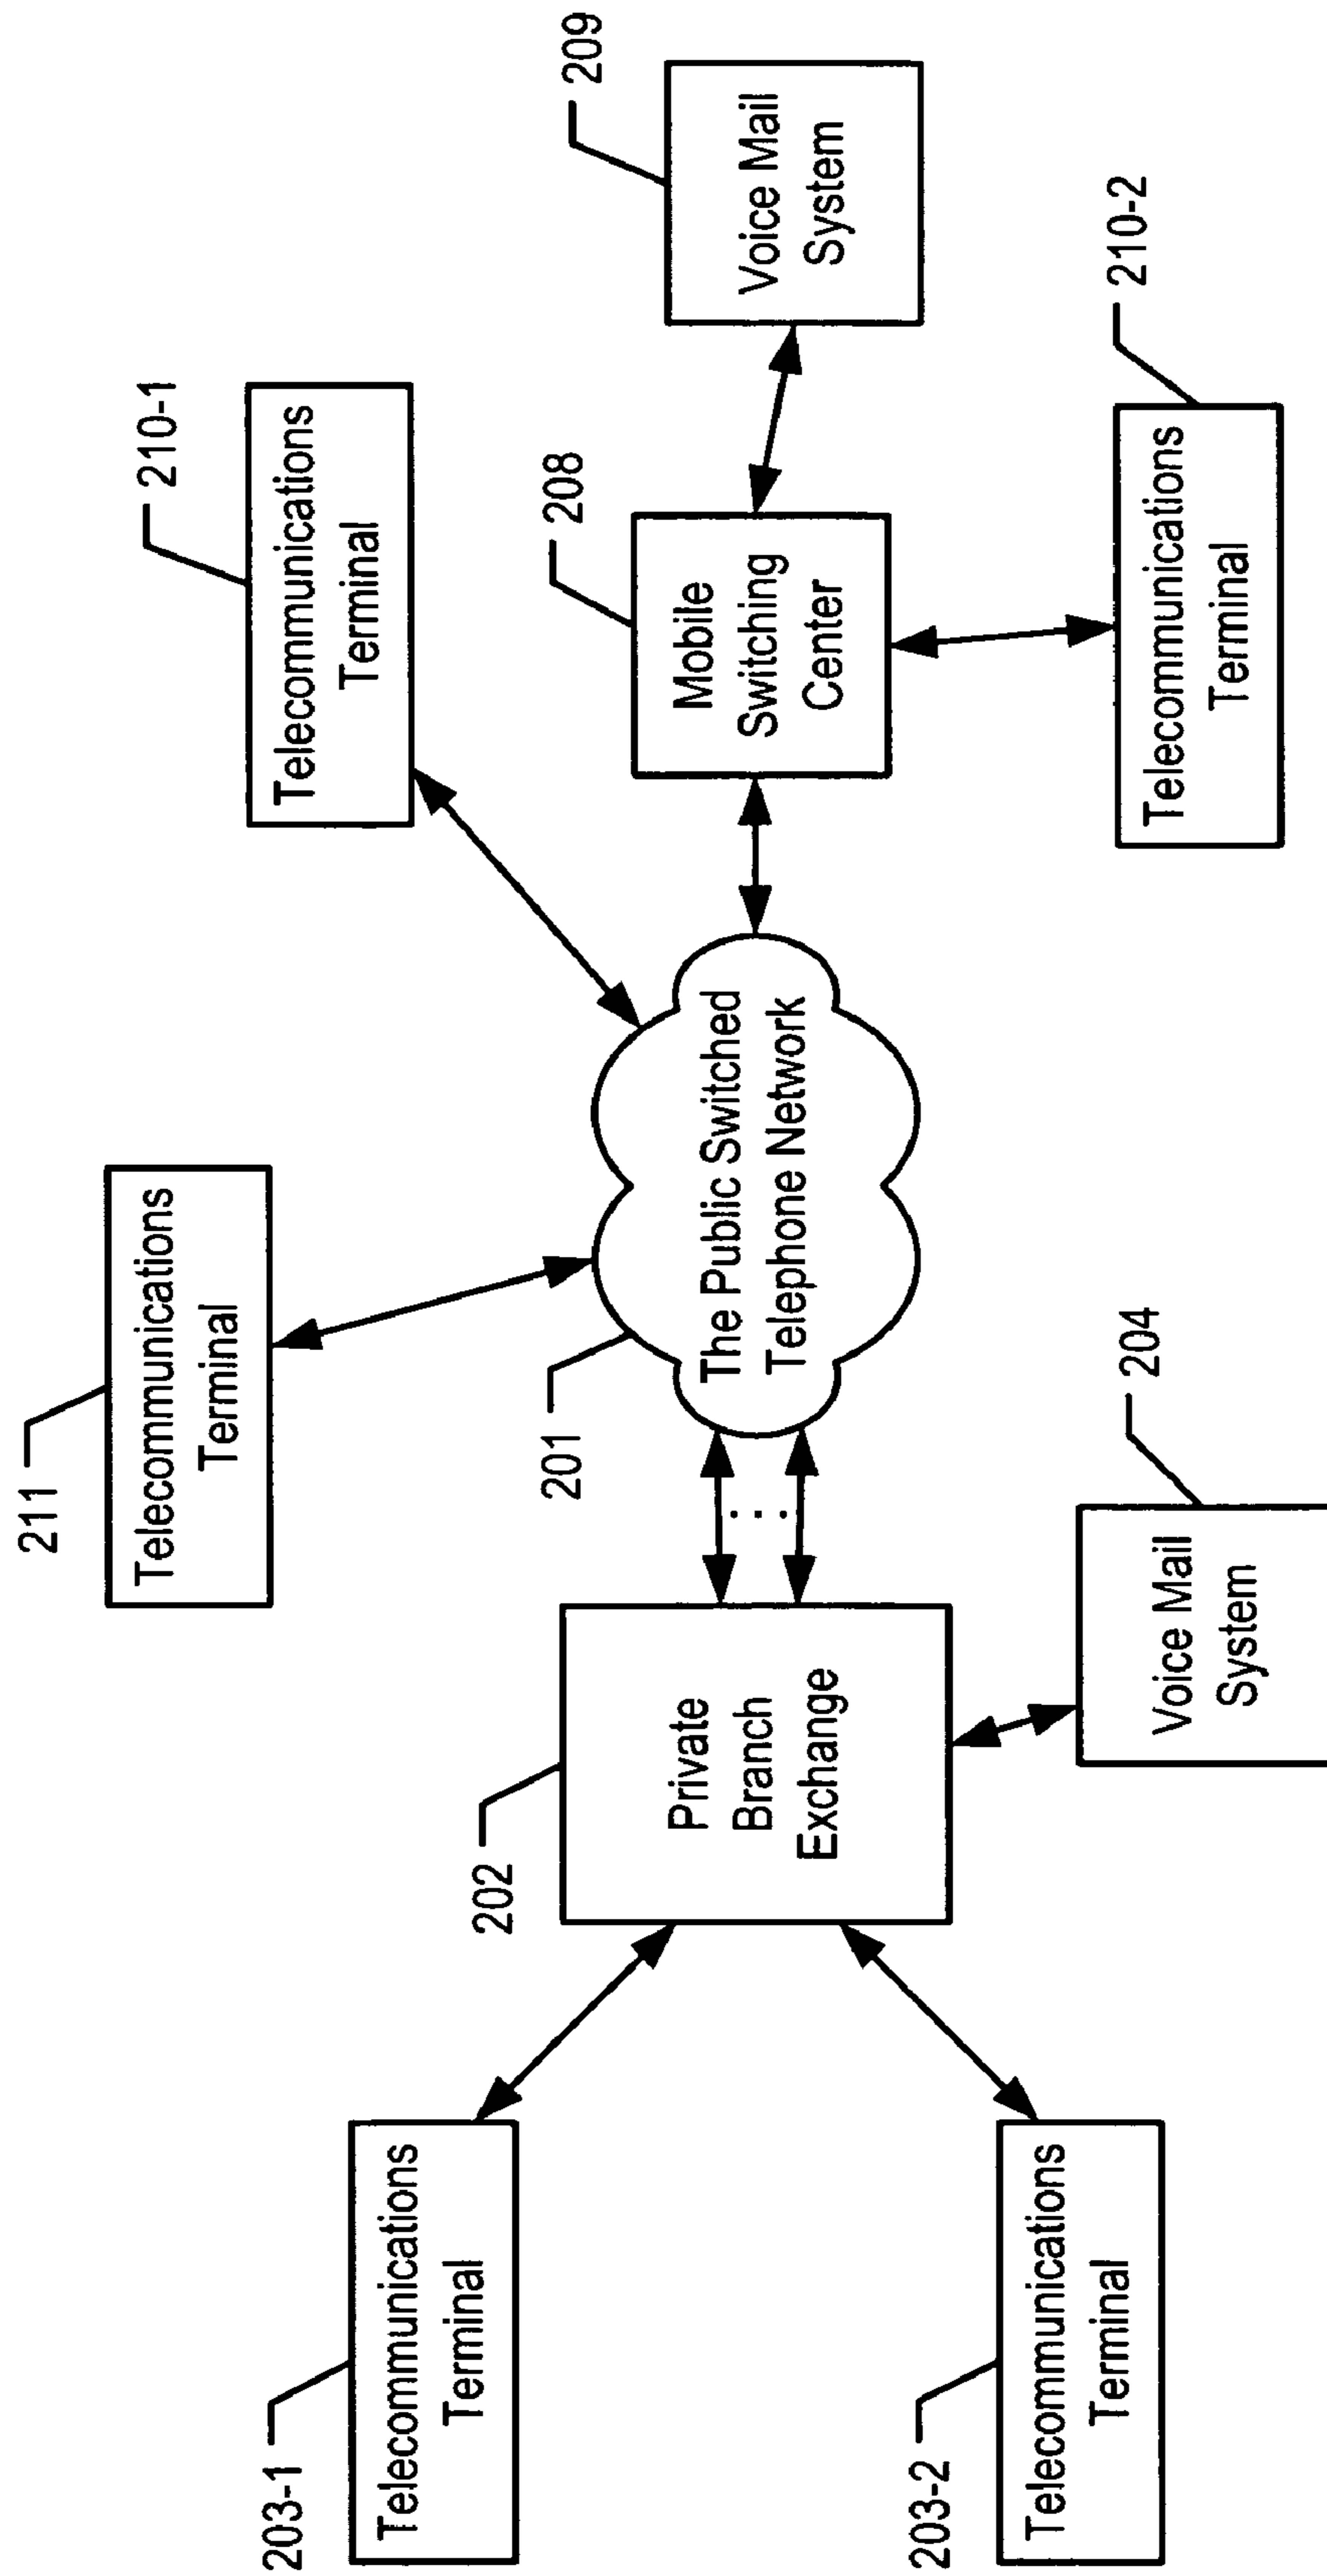 211
Telecommunications
Terminal
210-1
Telecommunications
Terminal
203-1
Telecommunications
Terminal
202
Private
Branch
Exchange
201
The Public Switched
Telephone Network
208
Mobile
Switching
Center
209
Voice Mail
System
203-2
Telecommunications
Terminal
204
Voice Mail
System
210-2
Telecommunications
Terminal